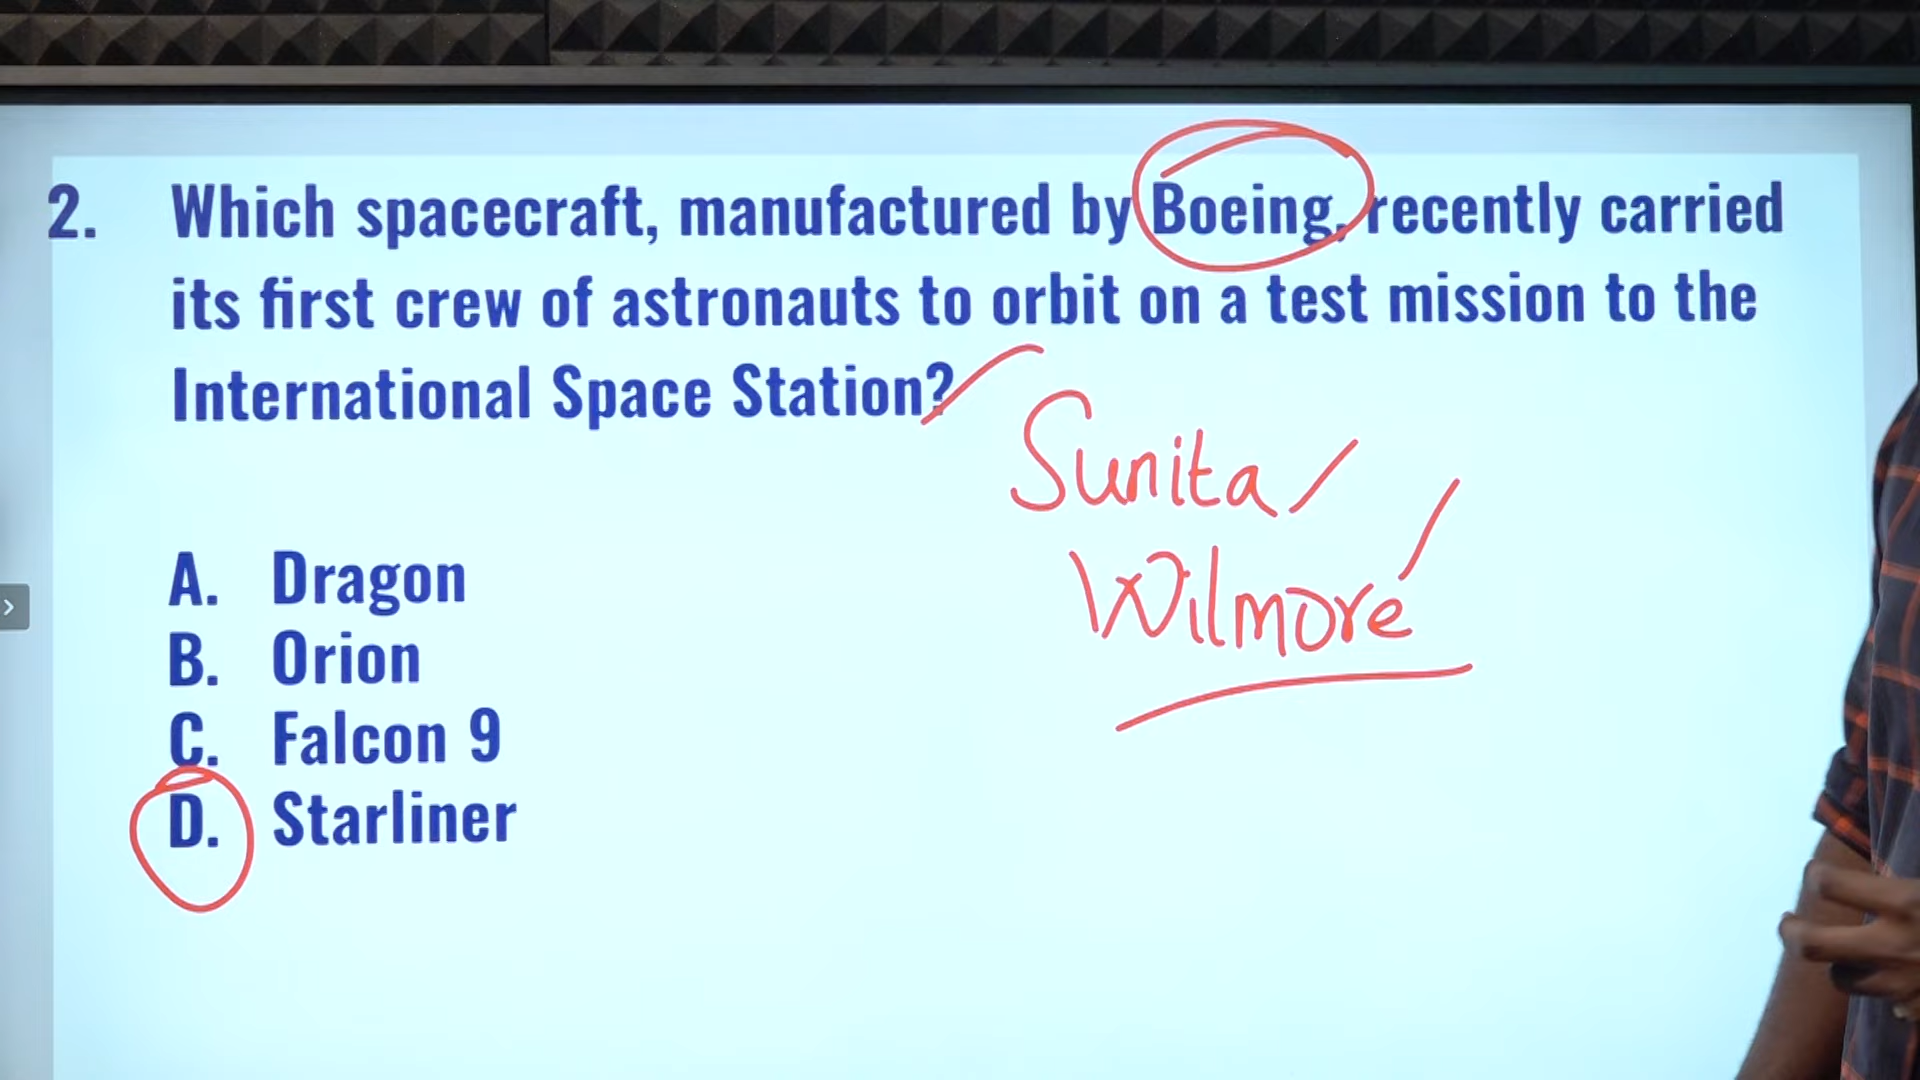 2. Which spacecraft, manufactured by Boeing, recently carried
its first crew of astronauts to orbit on a test mission to the
International Space Station?
Sunita
Wilmore
A. Dragon
B. Orion
C. Falcon 9
D. Starliner